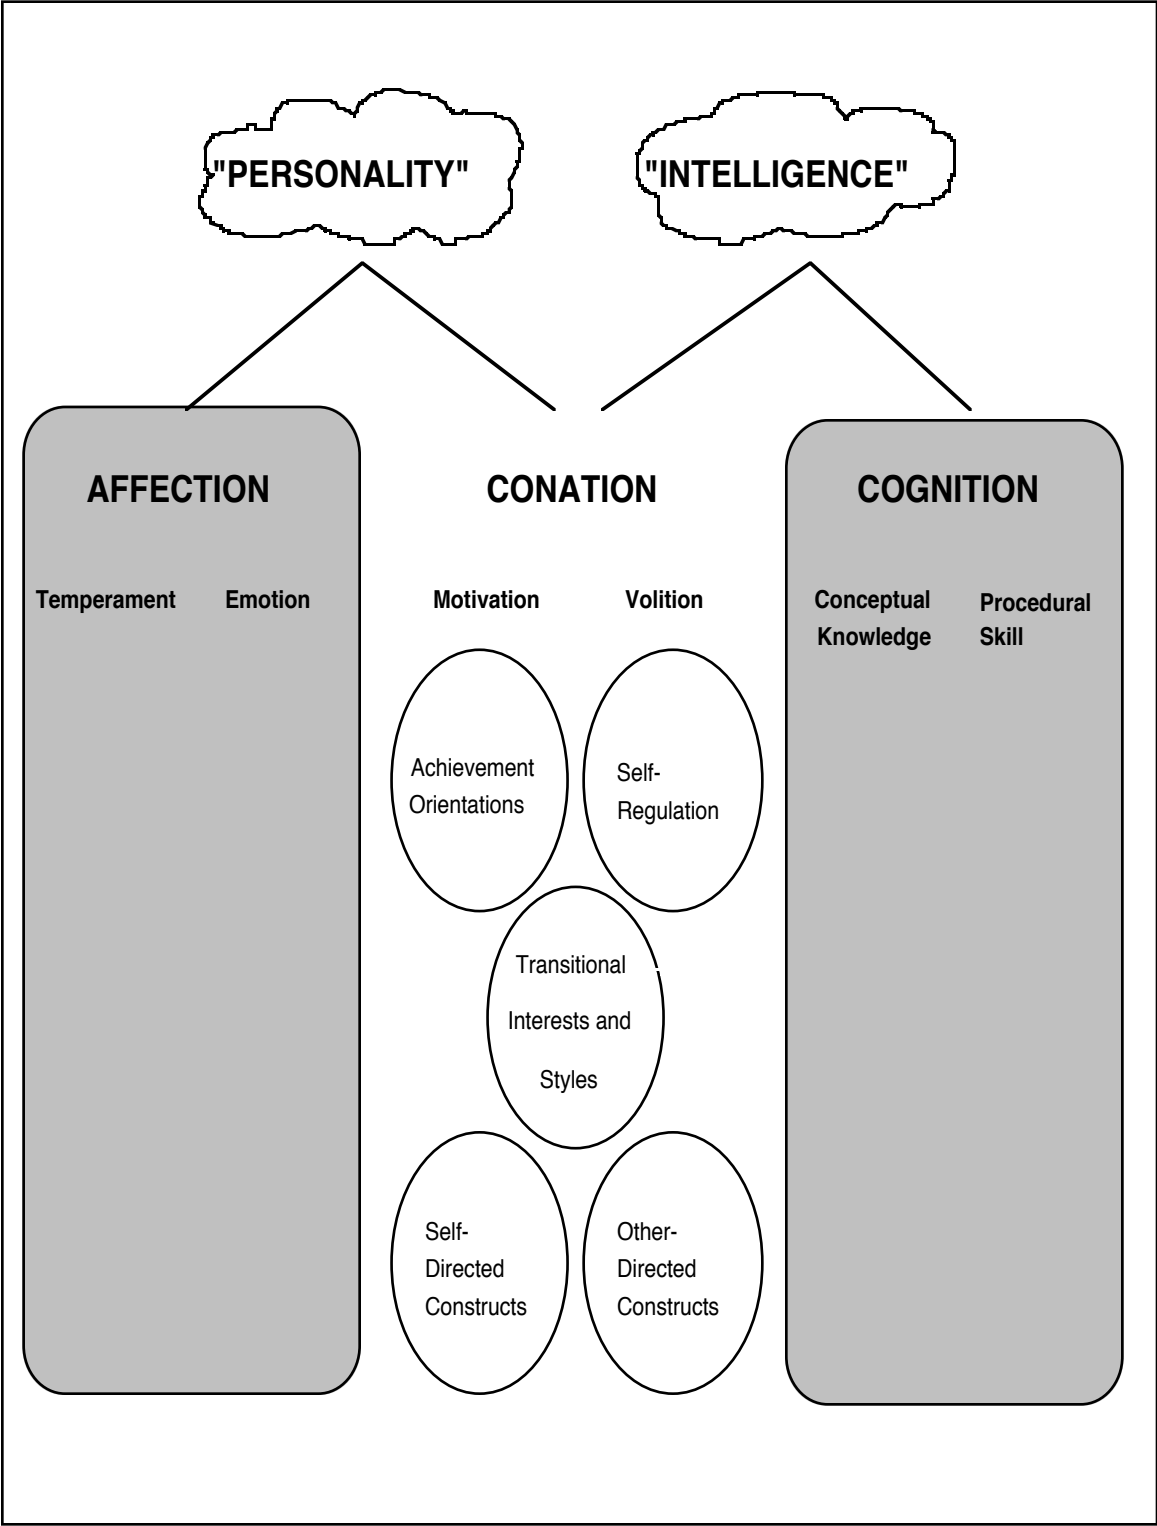 "PERSONALITY"
"INTELLIGENCE"
AFFECTION
CONATION
COGNITION
Temperament
Emotion
Motivation
Volition
Conceptual
Knowledge
Procedural
Skill
Achievement
Orientations
Self-
Regulation
Transitional
Interests and
Styles
Self-
Directed
Constructs
Other-
Directed
Constructs